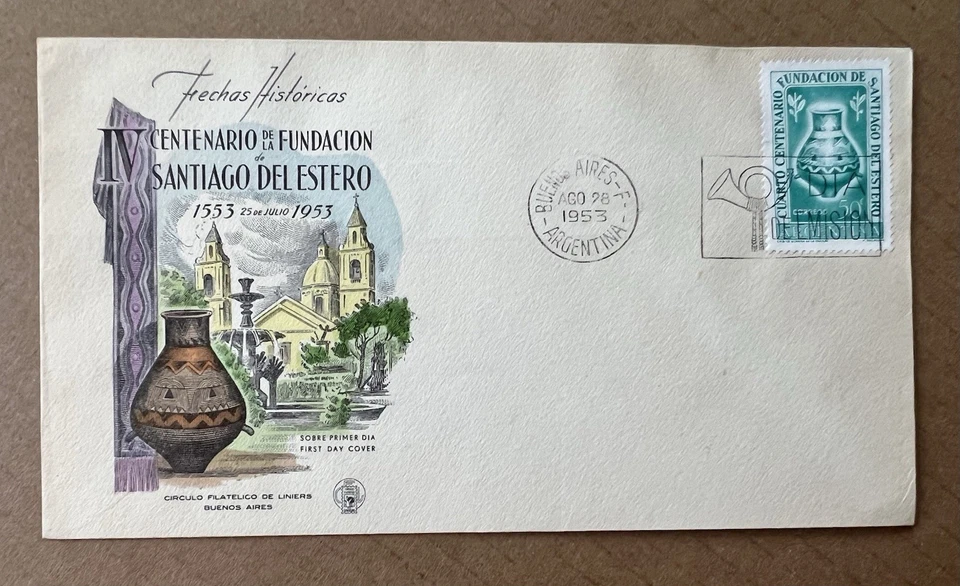 Fechas Históricas
IV CENTENARIO DE LA FUNDACION
de
SANTIAGO DEL ESTERO
1553 25 DE JULIO 1953
SOBRE PRIMER DIA
FIRST DAY COVER
CIRCULO FILATELICO DE LINIERS
BUENOS AIRES
BUENOS AIRES-F-
AGO 28
1953
-ARGENTINA-
CUARTO CENTENARIO FUNDACION DE SANTIAGO DEL ESTERO
50
DIA
DE EMISION